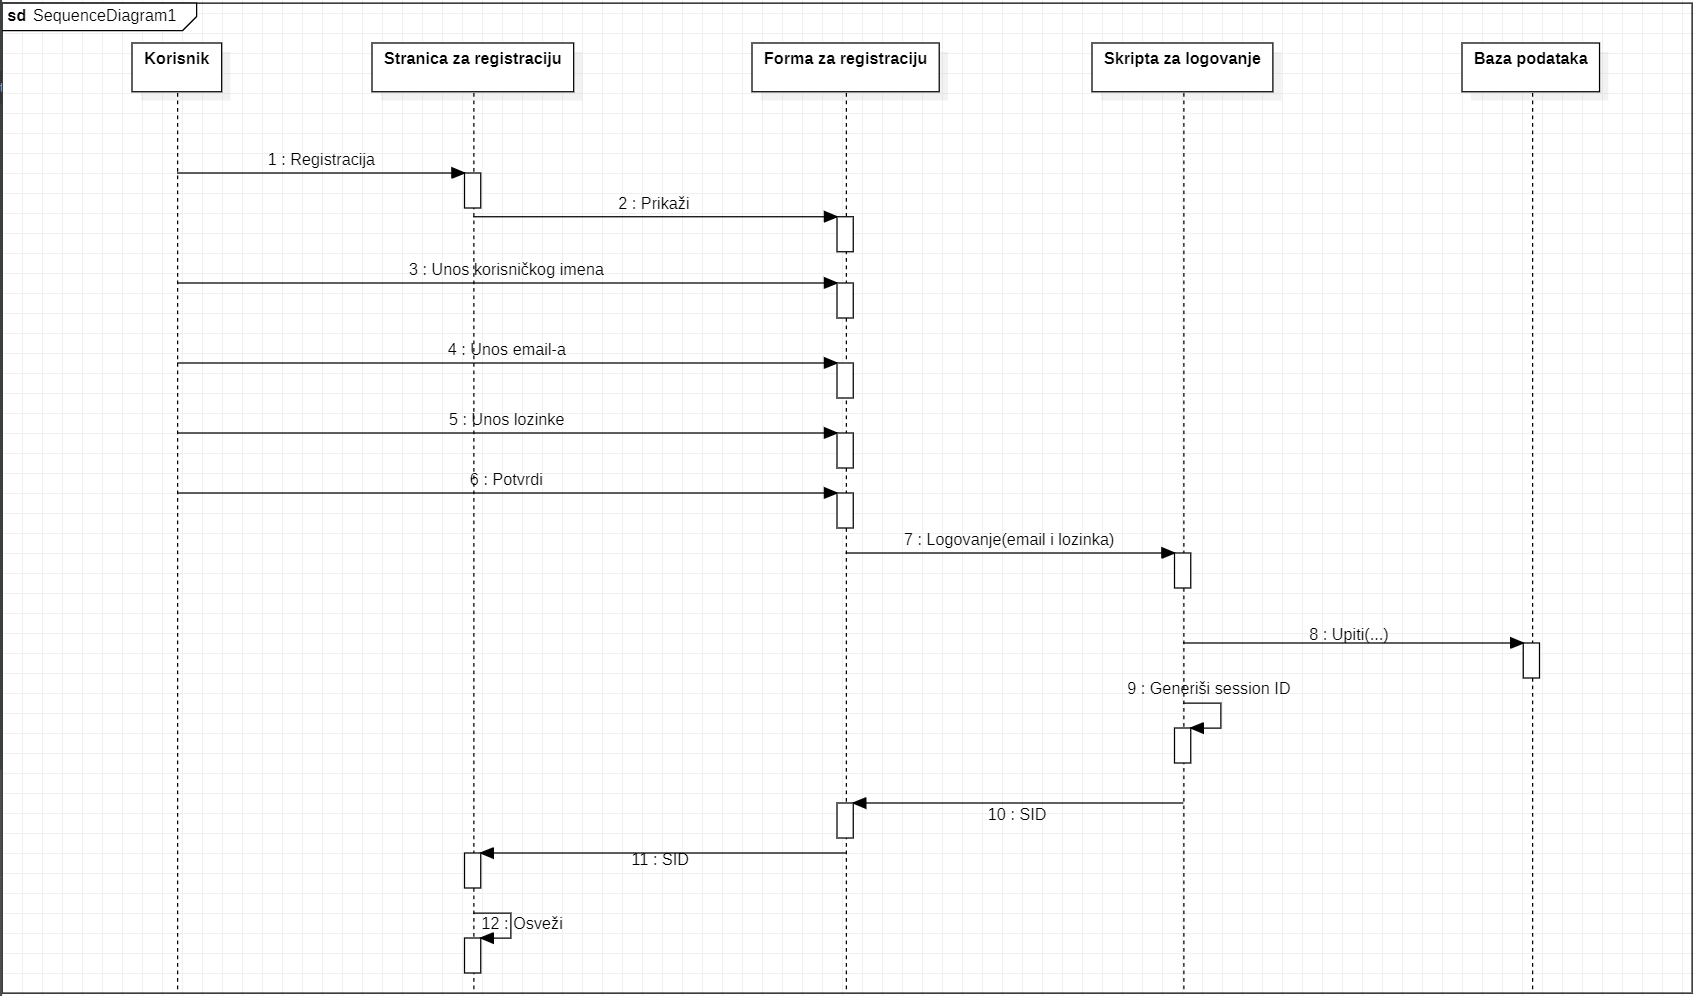 sd SequenceDiagram1
Korisnik
Stranica za registraciju
Forma za registraciju
Skripta za logovanje
Baza podataka
1 : Registracija
2 : Prikaži
3 : Unos korisničkog imena
4 : Unos email-a
5 : Unos lozinke
6 : Potvrdi
7 : Logovanje(email i lozinka)
8 : Upiti(...)
9 : Generiši session ID
10 : SID
11 : SID
12 : Osveži